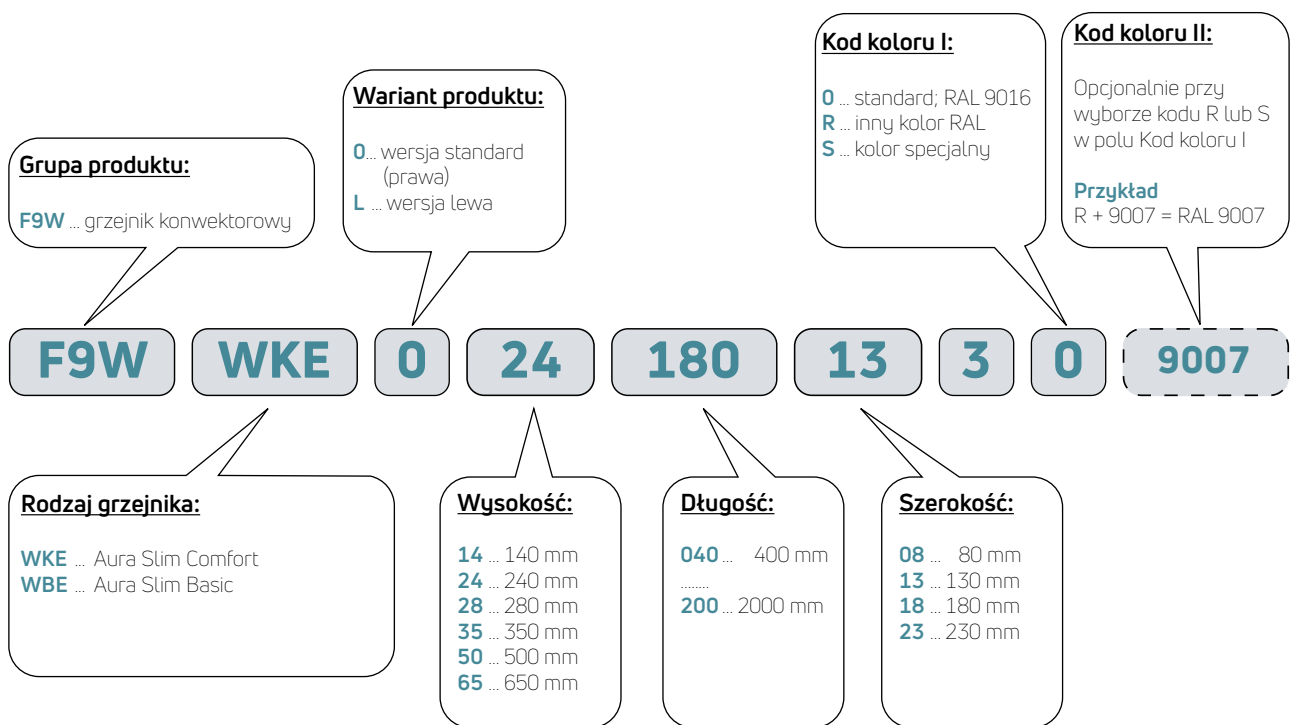 Grupa produktu:
F9W ... grzejnik konwektorowy
Wariant produktu:
0... wersja standard
(prawa)
L ... wersja lewa
Kod koloru I:
0 ... standard; RAL 9016
R ... inny kolor RAL
S ... kolor specjalny
Kod koloru II:
Opcjonalnie przy
wyborze kodu R lub S
w polu Kod koloru I
Przykład
R + 9007 = RAL 9007
F9W WKE 0 24 180 13 3 0 9007
Rodzaj grzejnika:
WKE ... Aura Slim Comfort
WBE ... Aura Slim Basic
Wysokość:
14 ... 140 mm
24 ... 240 mm
28 ... 280 mm
35 ... 350 mm
50 ... 500 mm
65 ... 650 mm
Długość:
040 ... 400 mm
........
200 ... 2000 mm
Szerokość:
08 ... 80 mm
13 ... 130 mm
18 ... 180 mm
23 ... 230 mm